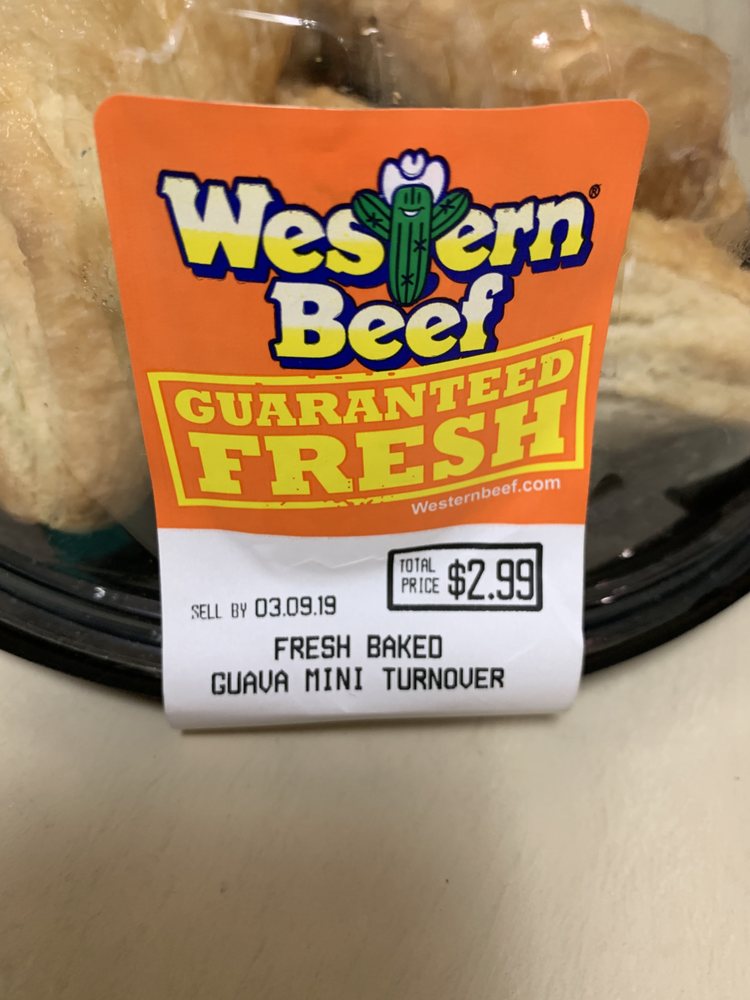 Western®
Beef
GUARANTEED
FRESH
Westernbeef.com
TOTAL
PRICE $2.99
SELL BY 03.09.19
FRESH BAKED
GUAVA MINI TURNOVER